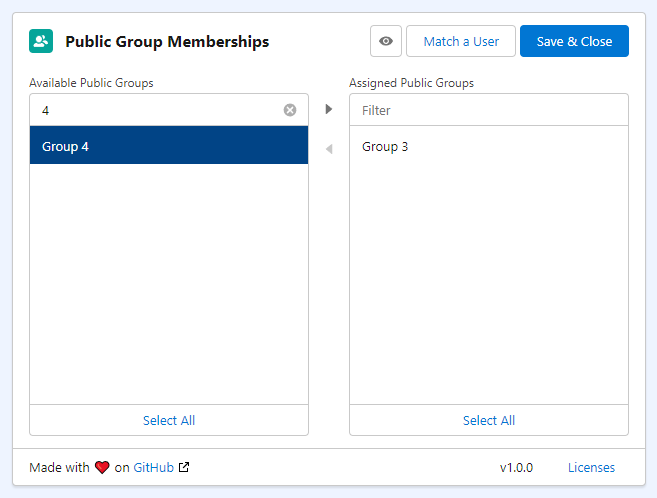 Public Group Memberships
Match a User
Save & Close
Available Public Groups
Assigned Public Groups
4
Filter
Group 4
Group 3
Select All
Select All
Made with ❤ on GitHub
v1.0.0
Licenses